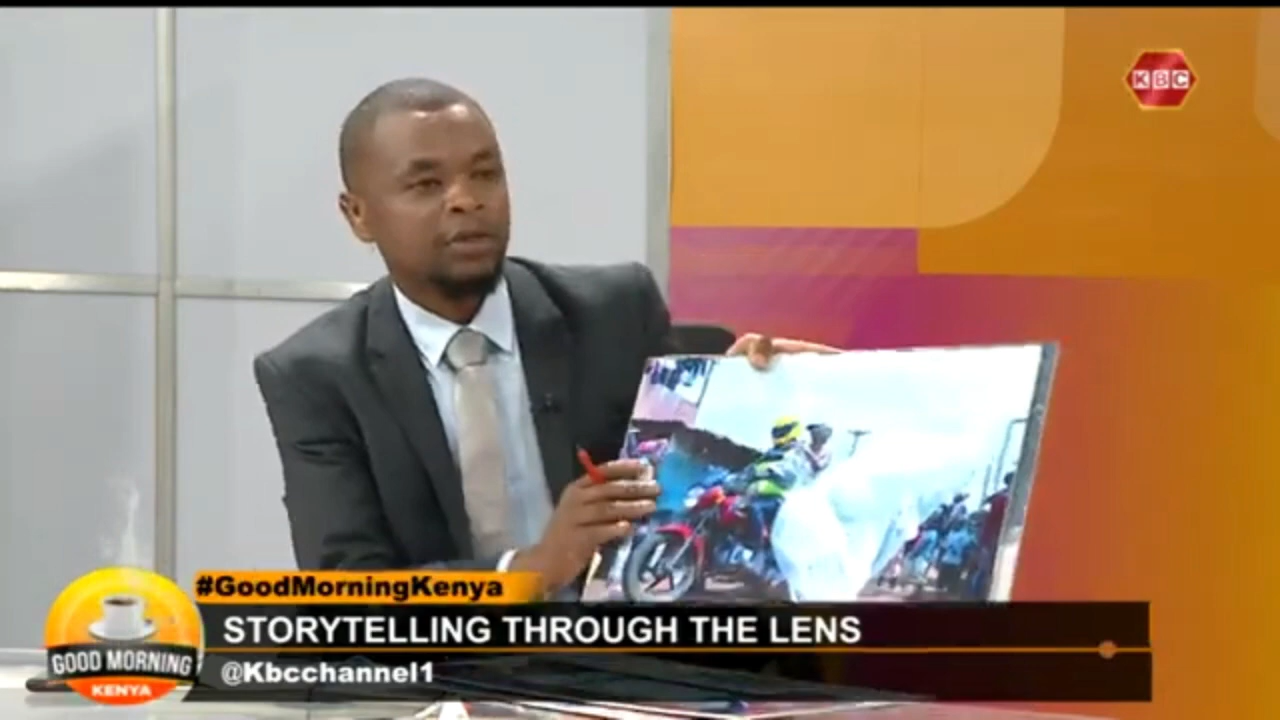 KBC
#GoodMorningKenya
STORYTELLING THROUGH THE LENS
@Kbcchannel1
GOOD MORNING
KENYA